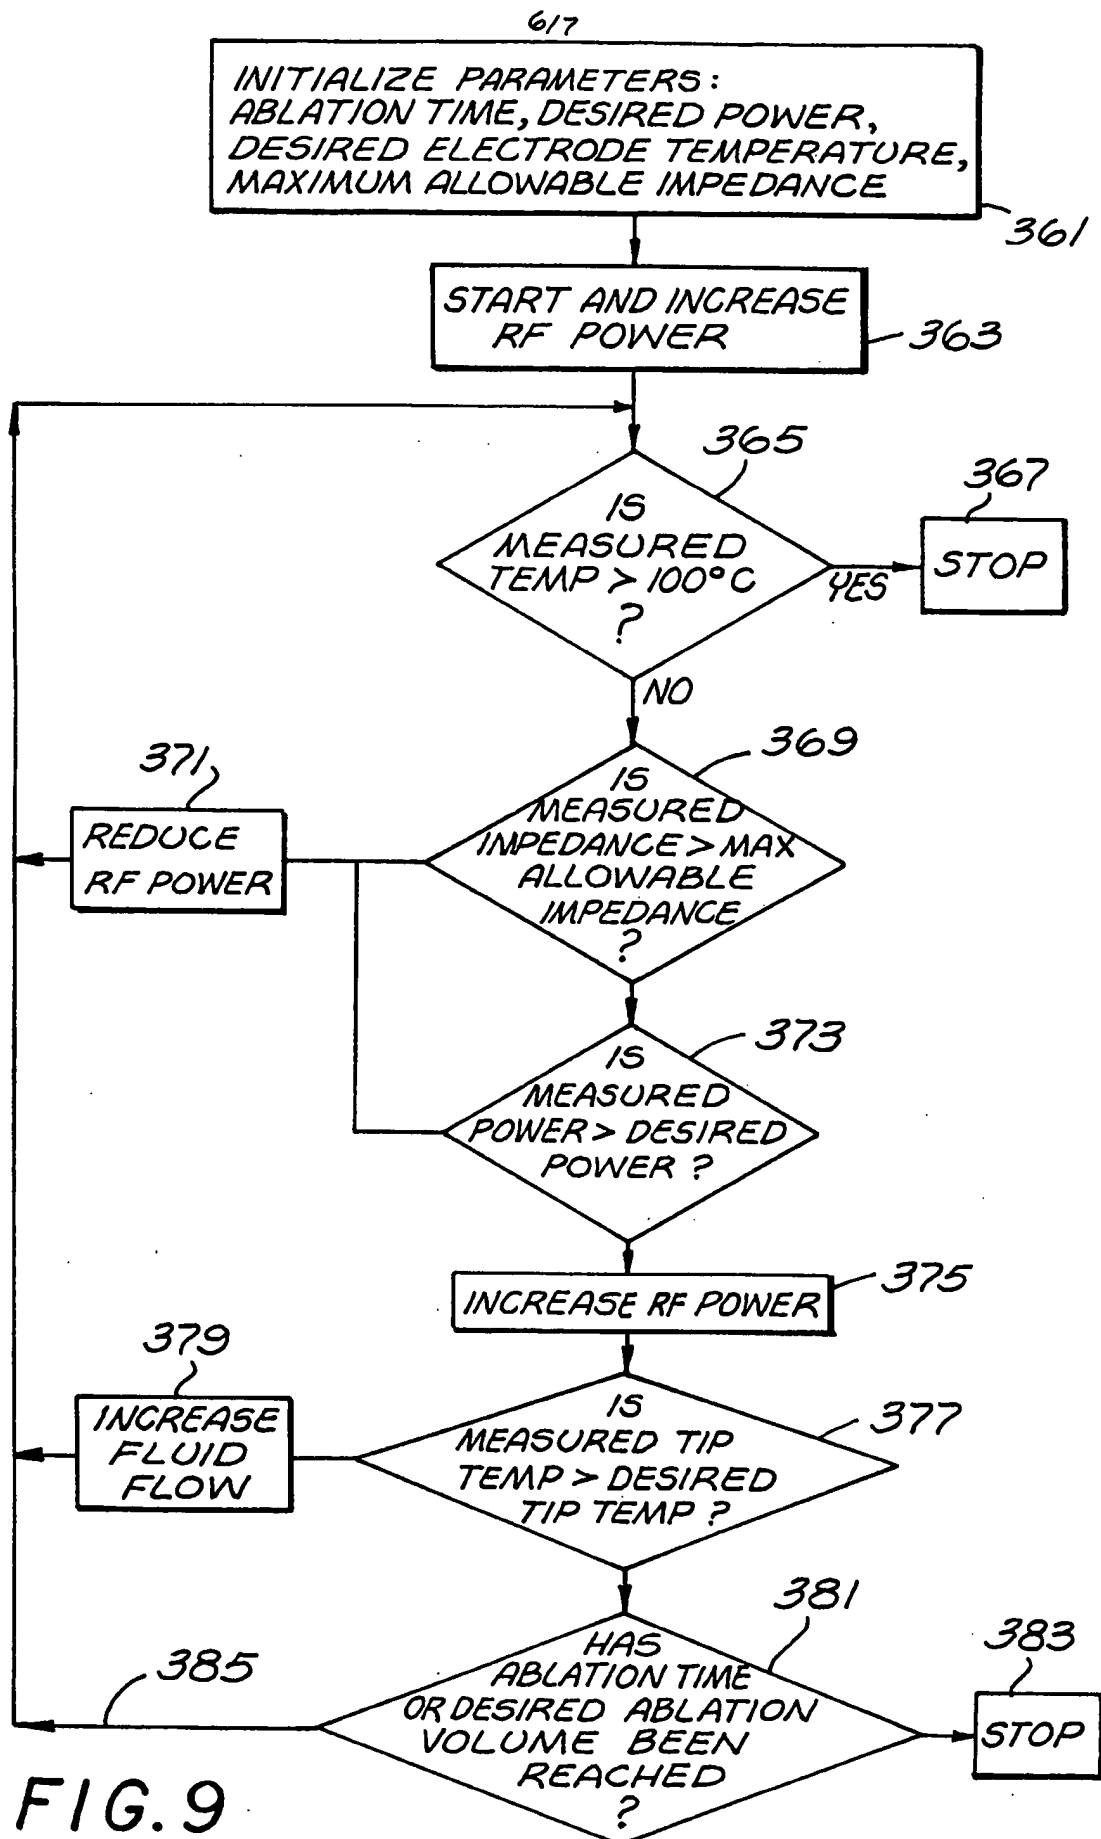 6/7
INITIALIZE PARAMETERS:
ABLATION TIME, DESIRED POWER,
DESIRED ELECTRODE TEMPERATURE,
MAXIMUM ALLOWABLE IMPEDANCE
361
START AND INCREASE
RF POWER
363
365
IS
MEASURED
TEMP > 100°C
?
YES
367
STOP
NO
369
IS
MEASURED
IMPEDANCE > MAX
ALLOWABLE
IMPEDANCE
?
371
REDUCE
RF POWER
373
IS
MEASURED
POWER > DESIRED
POWER ?
375
INCREASE RF POWER
377
IS
MEASURED TIP
TEMP > DESIRED
TIP TEMP ?
379
INCREASE
FLUID
FLOW
381
HAS
ABLATION TIME
OR DESIRED ABLATION
VOLUME BEEN
REACHED
?
383
STOP
385
FIG. 9